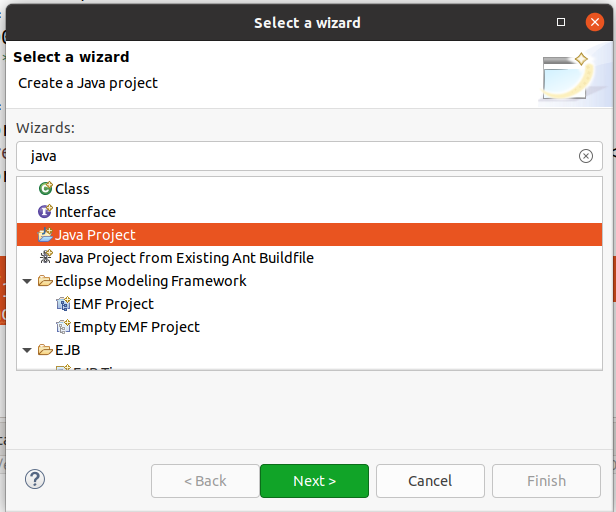 Select a wizard
Select a wizard
Create a Java project
Wizards:
java
Class
Interface
Java Project
Java Project from Existing Ant Buildfile
Eclipse Modeling Framework
EMF Project
Empty EMF Project
EJB
< Back
Next >
Cancel
Finish